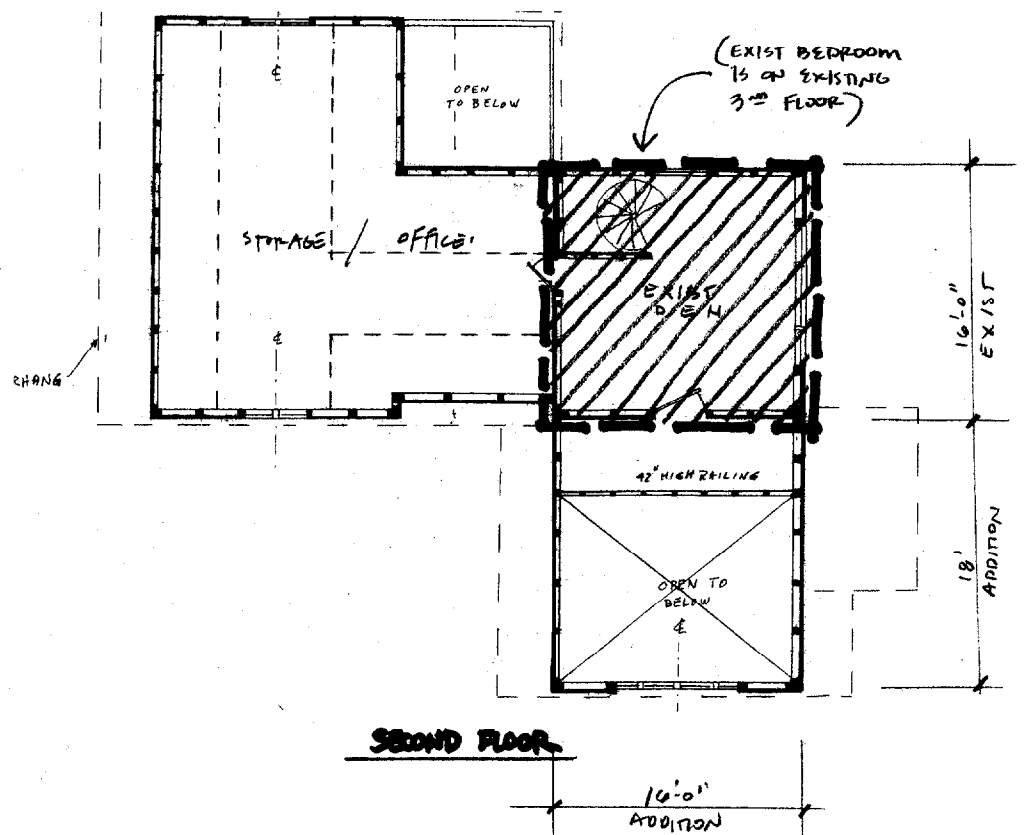 (EXIST BEDROOM
IS ON EXISTING
3RD FLOOR)
OPEN
TO BELOW
STORAGE / OFFICE
EXIST
DEN
16'-0"
EXIST
RHANG
42" HIGH RAILING
18'
ADDITION
OPEN TO
BELOW
SECOND FLOOR
16'-0"
ADDITION